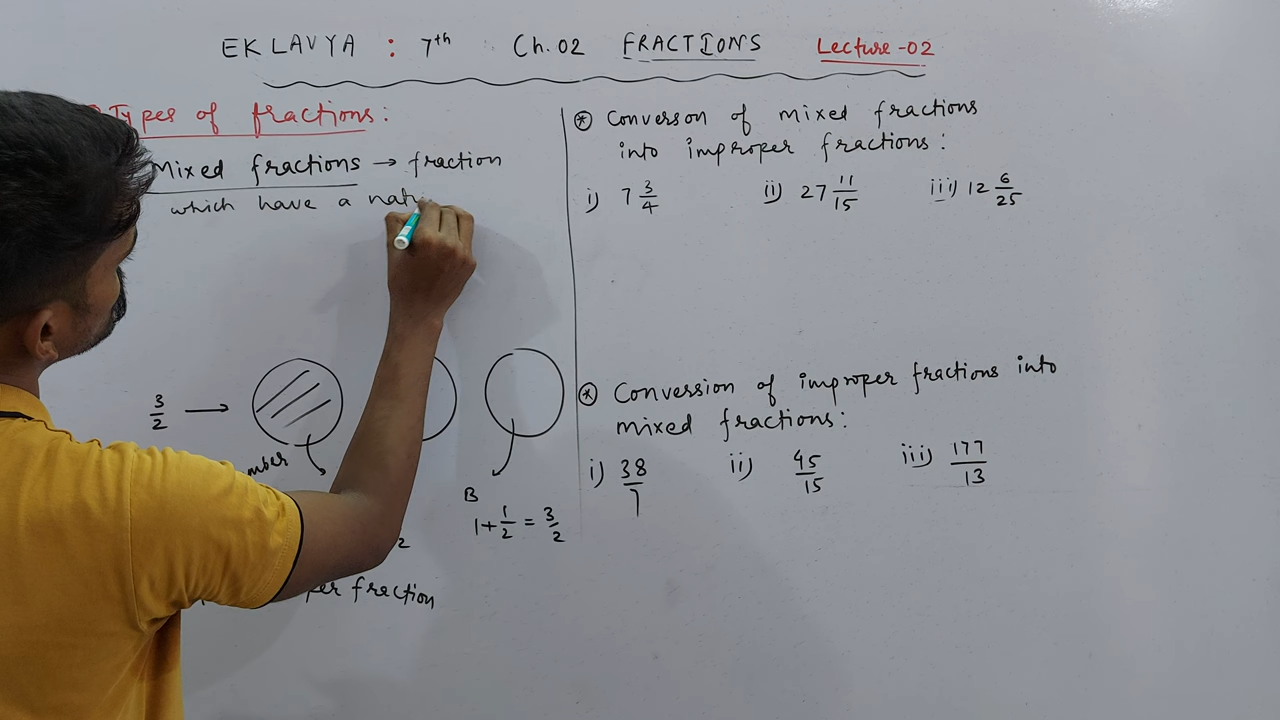 EKLAVYA : 7th Ch. 02 FRACTIONS Lecture-02
Types of fractions:
Mixed fractions → fraction
which have a
3/2 →
B
1+1/2 = 3/2
2
fraction
* Converson of mixed fractions
into improper fractions:
i) 7 3/4 ii) 27 11/15 iii) 12 6/25
* Conversion of improper fractions into
mixed fractions:
i) 38/7 ii) 45/15 iii) 177/13